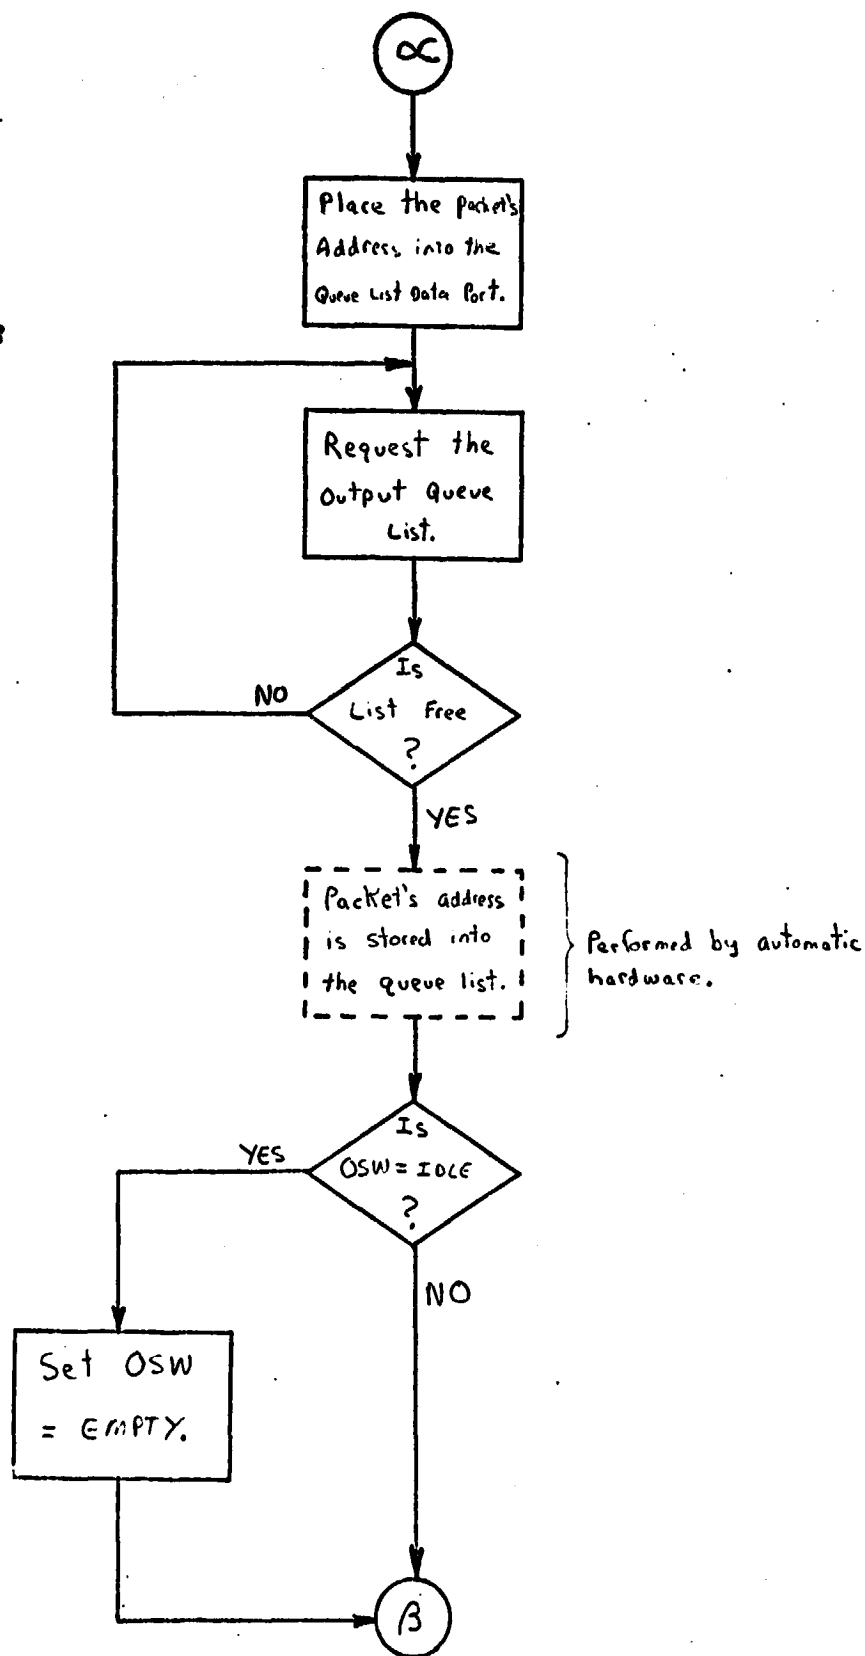 ∝
Place the Packet's
Address into the
Queue List Data Port.
Request the
Output Queue
List.
Is
List Free
?
NO
YES
Packet's address
is stored into
the queue list.
Performed by automatic
hardware.
Is
OSW = IDLE
?
YES
NO
Set OSW
= EMPTY.
β